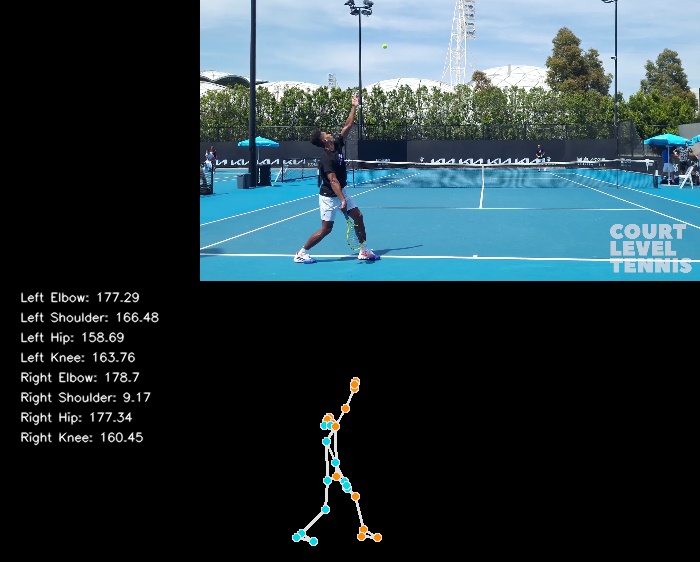 COURT
LEVEL
TENNIS
Left Elbow: 177.29
Left Shoulder: 166.48
Left Hip: 158.69
Left Knee: 163.76
Right Elbow: 178.7
Right Shoulder: 9.17
Right Hip: 177.34
Right Knee: 160.45